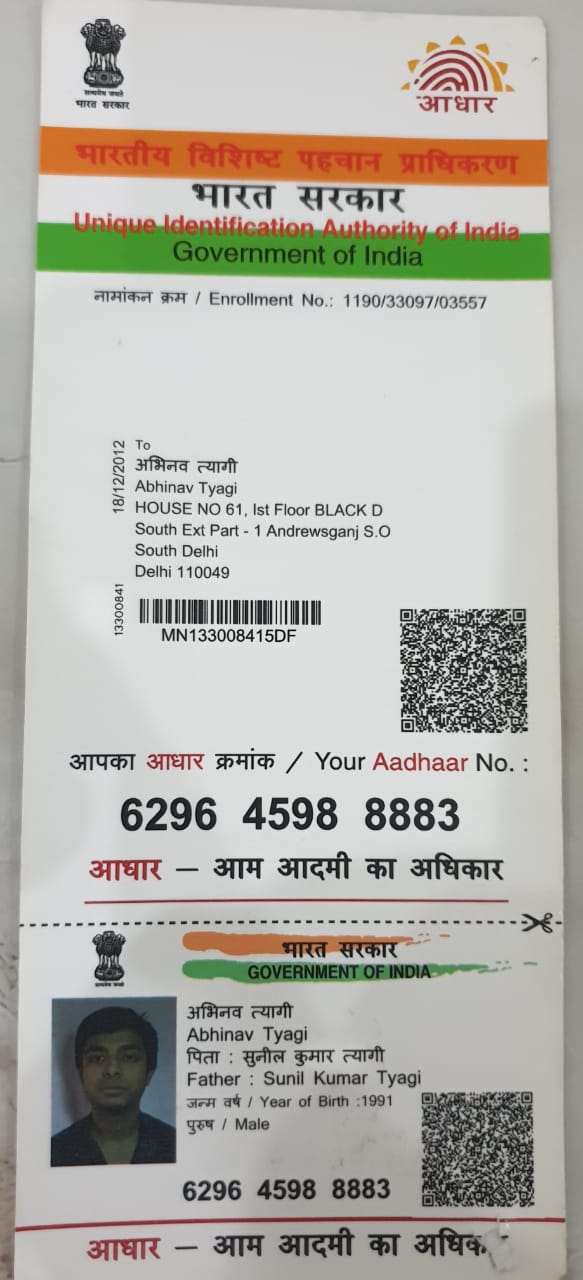 सत्यमेव जयते
भारत सरकार
आधार
भारतीय विशिष्ट पहचान प्राधिकरण
भारत सरकार
Unique Identification Authority of India
Government of India
नामांकन क्रम / Enrollment No.: 1190/33097/03557
18/12/2012
To
अभिनव त्यागी
Abhinav Tyagi
HOUSE NO 61, Ist Floor BLACK D
South Ext Part - 1 Andrewsganj S.O
South Delhi
Delhi 110049
13300841
MN133008415DF
आपका आधार क्रमांक / Your Aadhaar No. :
6296 4598 8883
आधार — आम आदमी का अधिकार
सत्यमेव जयते
भारत सरकार
GOVERNMENT OF INDIA
अभिनव त्यागी
Abhinav Tyagi
पिता : सुनील कुमार त्यागी
Father : Sunil Kumar Tyagi
जन्म वर्ष / Year of Birth :1991
पुरुष / Male
6296 4598 8883
आधार — आम आदमी का